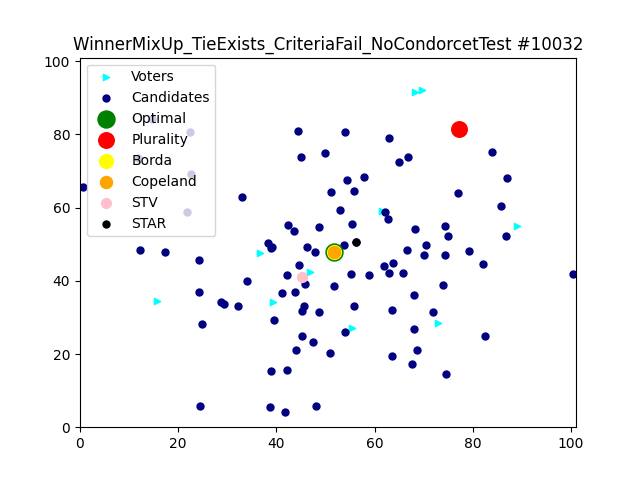 WinnerMixUp_TieExists_CriteriaFail_NoCondorcetTest #10032
100
80
60
40
20
0
Voters
Candidates
Optimal
Plurality
Borda
Copeland
STV
STAR
0 20 40 60 80 100